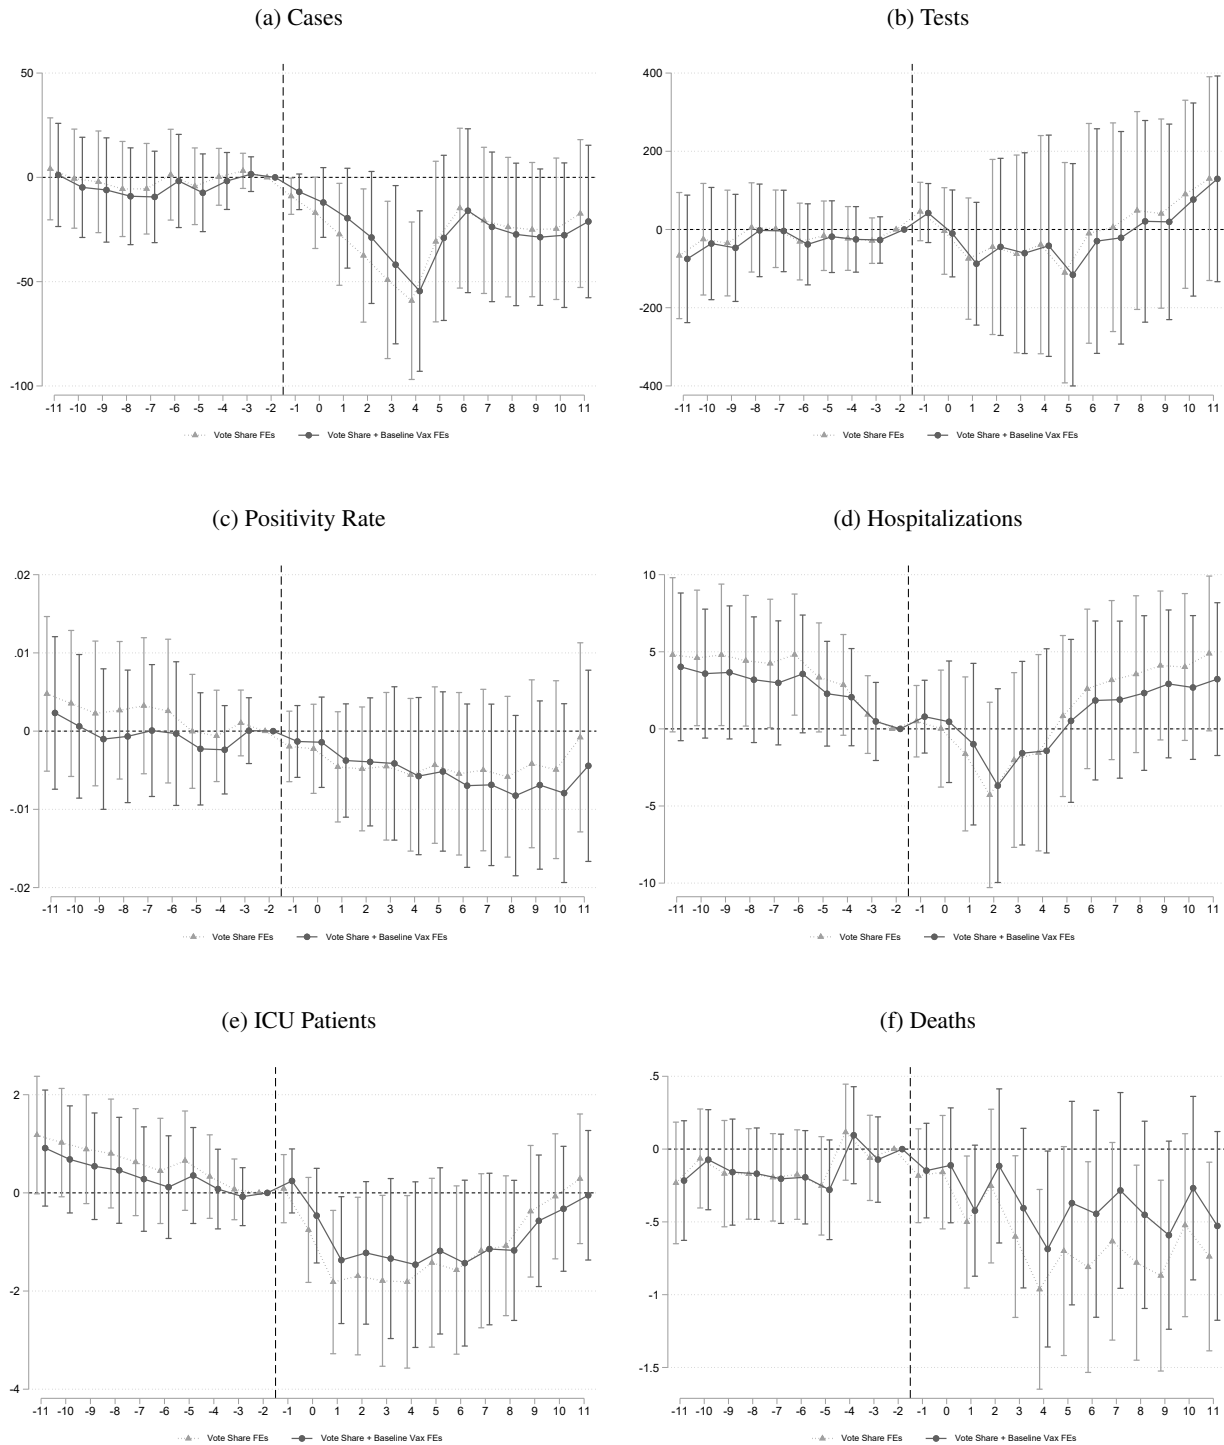 (a) Cases
50
0
-50
-100
-11 -10 -9 -8 -7 -6 -5 -4 -3 -2 -1 0 1 2 3 4 5 6 7 8 9 10 11
Vote Share FEs Vote Share + Baseline Vax FEs
(b) Tests
400
200
0
-200
-400
-11 -10 -9 -8 -7 -6 -5 -4 -3 -2 -1 0 1 2 3 4 5 6 7 8 9 10 11
Vote Share FEs Vote Share + Baseline Vax FEs
(c) Positivity Rate
.02
.01
0
-.01
-.02
-11 -10 -9 -8 -7 -6 -5 -4 -3 -2 -1 0 1 2 3 4 5 6 7 8 9 10 11
Vote Share FEs Vote Share + Baseline Vax FEs
(d) Hospitalizations
10
5
0
-5
-10
-11 -10 -9 -8 -7 -6 -5 -4 -3 -2 -1 0 1 2 3 4 5 6 7 8 9 10 11
Vote Share FEs Vote Share + Baseline Vax FEs
(e) ICU Patients
2
0
-2
-4
-11 -10 -9 -8 -7 -6 -5 -4 -3 -2 -1 0 1 2 3 4 5 6 7 8 9 10 11
Vote Share FEs Vote Share + Baseline Vax FEs
(f) Deaths
.5
0
-.5
-1
-1.5
-11 -10 -9 -8 -7 -6 -5 -4 -3 -2 -1 0 1 2 3 4 5 6 7 8 9 10 11
Vote Share FEs Vote Share + Baseline Vax FEs